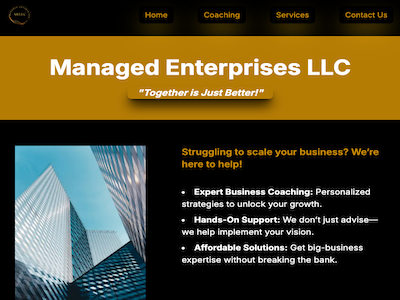 Home Coaching Services Contact Us
Managed Enterprises LLC
"Together is Just Better!"
Struggling to scale your business? We're
here to help!
• Expert Business Coaching: Personalized
strategies to unlock your growth.
• Hands-On Support: We don't just advise—
we help implement your vision.
• Affordable Solutions: Get big-business
expertise without breaking the bank.